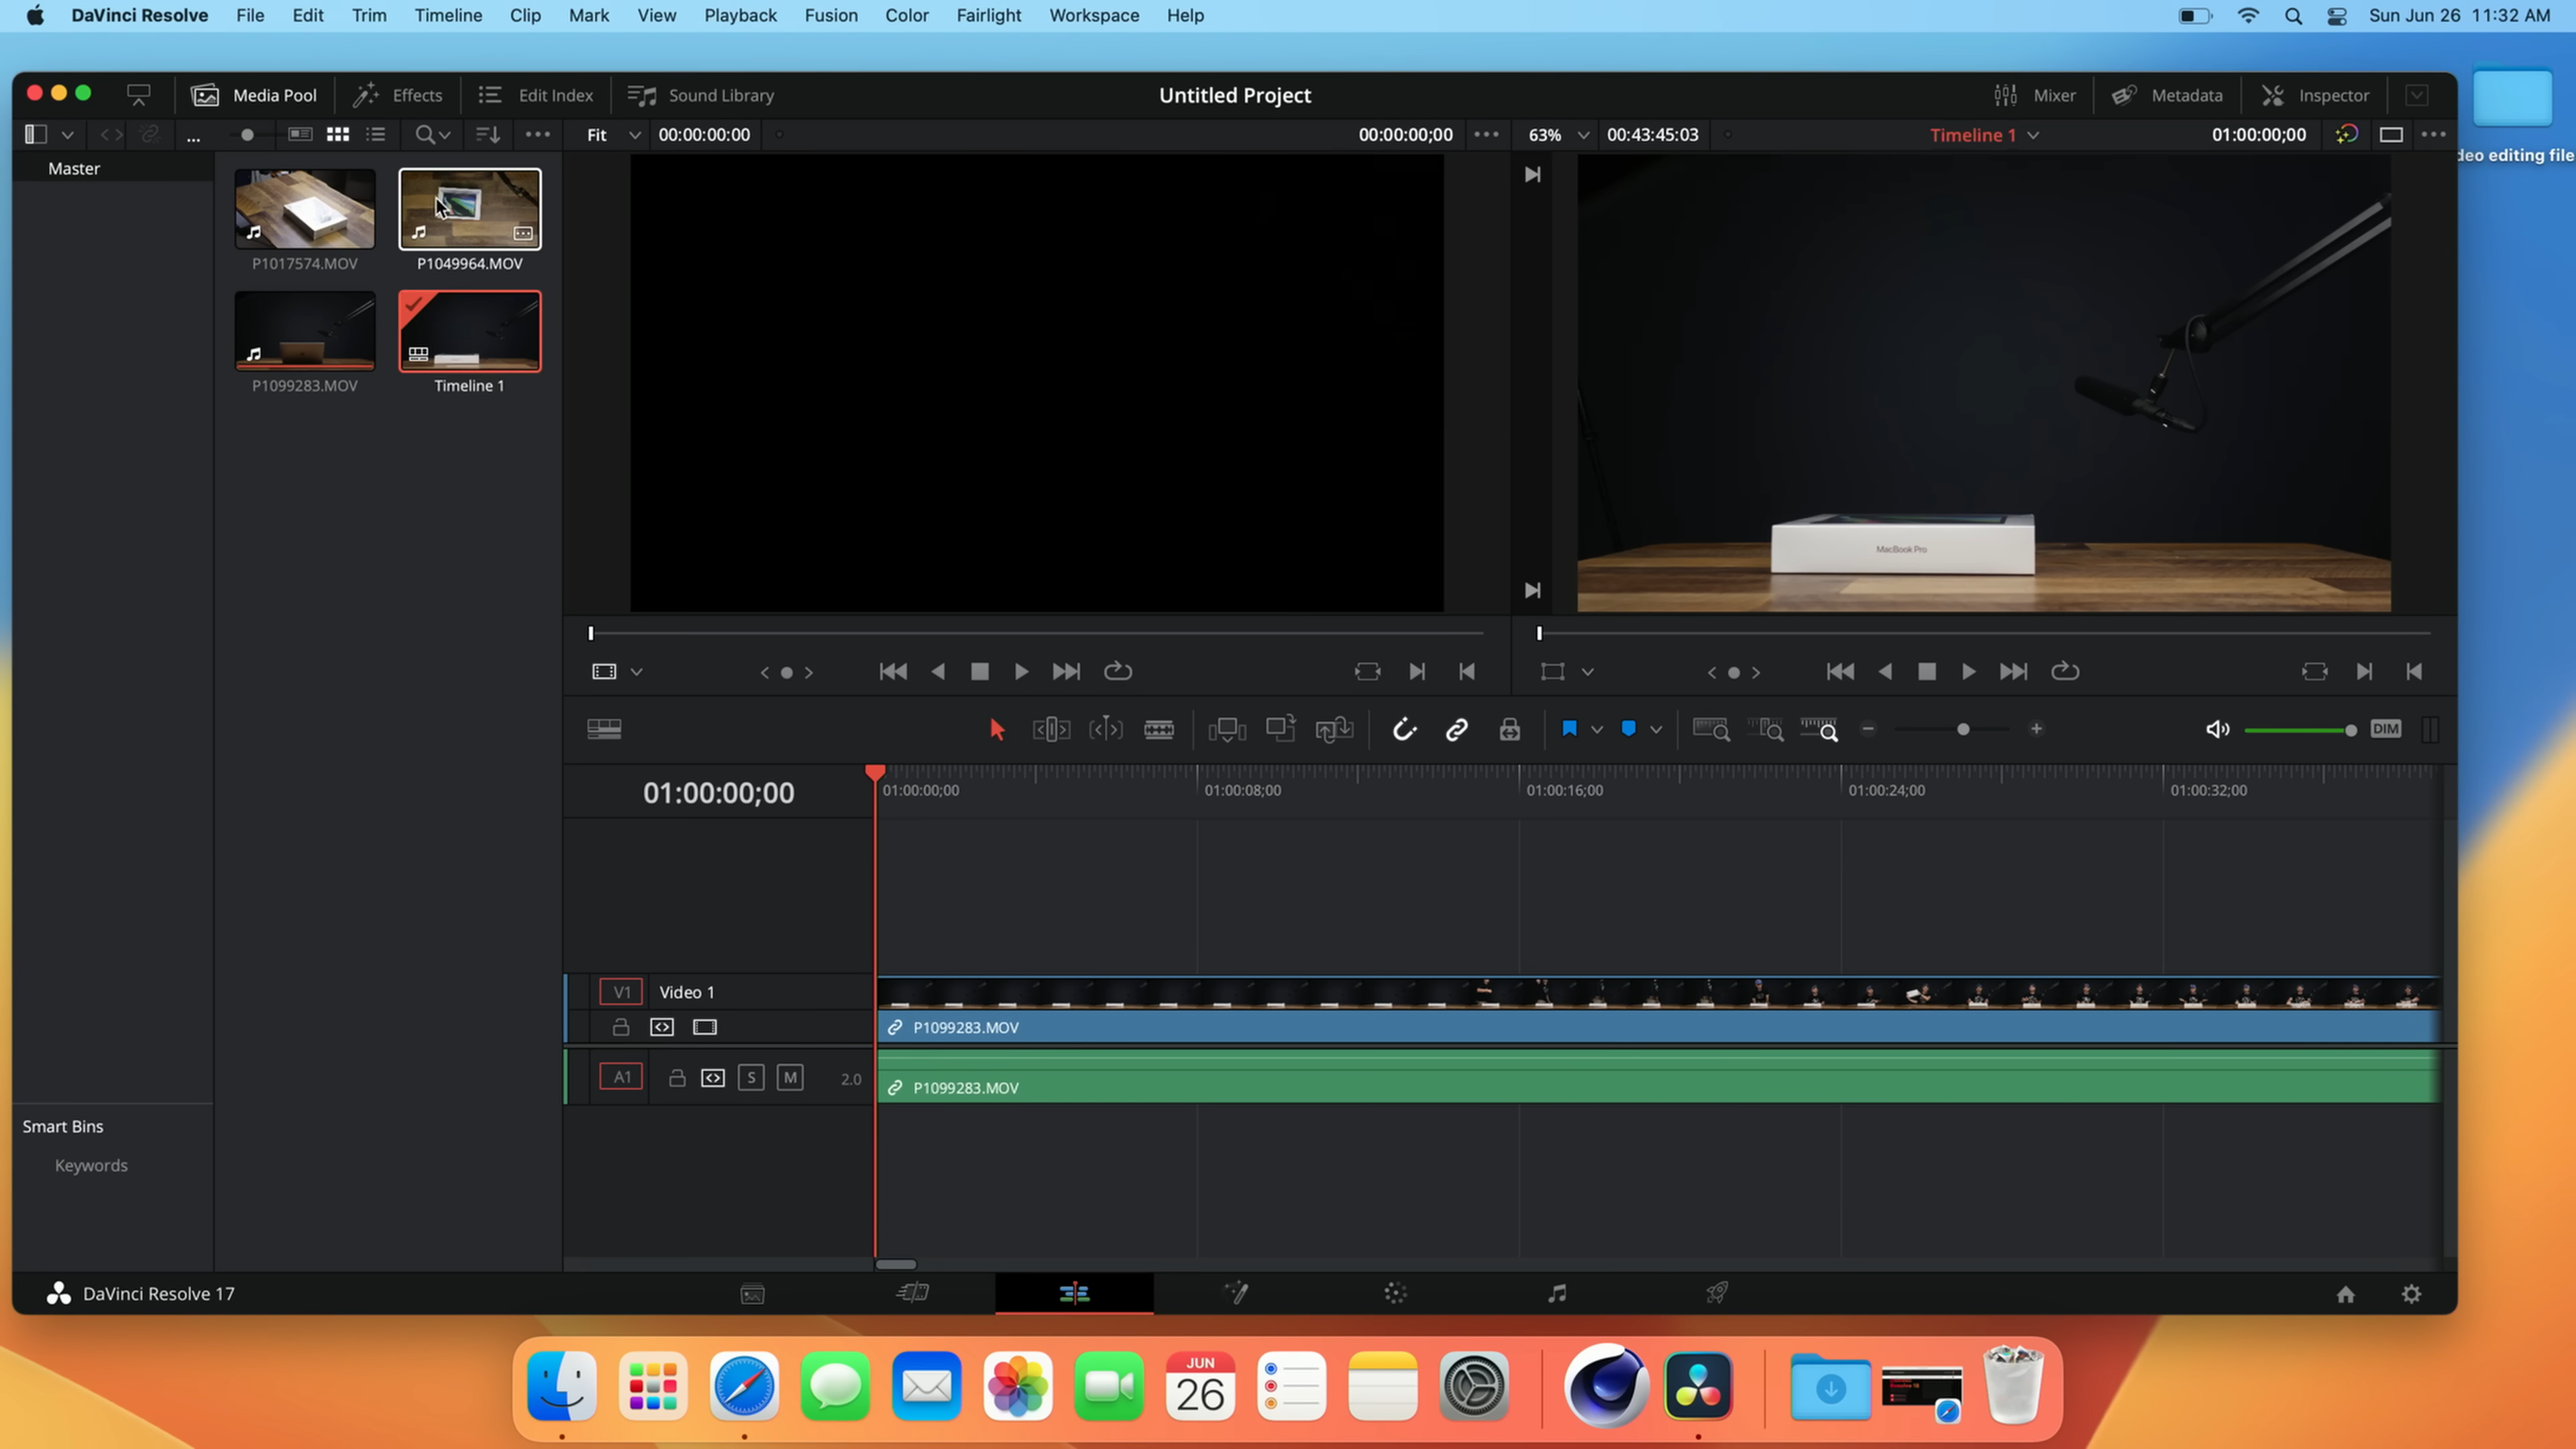 DaVinci Resolve File Edit Trim Timeline Clip Mark View Playback Fusion Color Fairlight Workspace Help Sun Jun 26 11:32 AM
Media Pool Effects Edit Index Sound Library Untitled Project Mixer Metadata Inspector
... Fit 00:00:00:00 00:00:00;00 63% 00:43:45:03 Timeline 1 01:00:00;00
deo editing file
Master
P1017574.MOV P1049964.MOV
P1099283.MOV Timeline 1
MacBook Pro
DIM
01:00:00;00 01:00:00;00 01:00:08;00 01:00:16;00 01:00:24;00 01:00:32;00
V1 Video 1
P1099283.MOV
A1 S M 2.0
P1099283.MOV
Smart Bins
Keywords
DaVinci Resolve 17
JUN
26